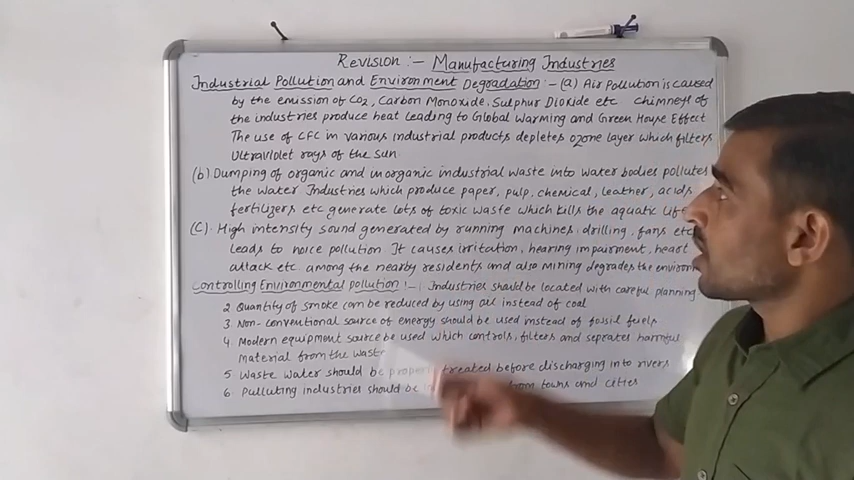 Revision :- Manufacturing Industries
Industrial Pollution and Environment Degradation :- (a) Air Pollution is caused
by the emission of CO2, Carbon Monoxide, Sulphur Dioxide etc chimneys of
the industries produce heat leading to Global Warming and Green House Effect
The use of CFC in various industrial products depletes ozone layer which filters
Ultraviolet rays of the Sun.
(b) Dumping of organic and inorganic industrial waste into water bodies pollutes
the water Industries which produce paper, pulp, chemical, leather, acids
fertilizers etc generate lots of toxic waste which kills the aquatic life
(C). High intensity sound generated by running machines, drilling, fans etc
leads to noice pollution. It causes irritation, hearing impairment, heart
attack etc among the nearby residents and also mining degrades the
Controlling Environmental Pollution :- 1 Industries should be located with careful planning
2 Quantity of smoke can be reduced by using oil instead of coal
3 Non-conventional source of energy should be used instead of fossil fuels
4. Modern equipment source be used which controls, filters and seprates harmful
material from the waste
5 Waste water should be treated before discharging into rivers
6. Pulluting industries should be from towns and cities